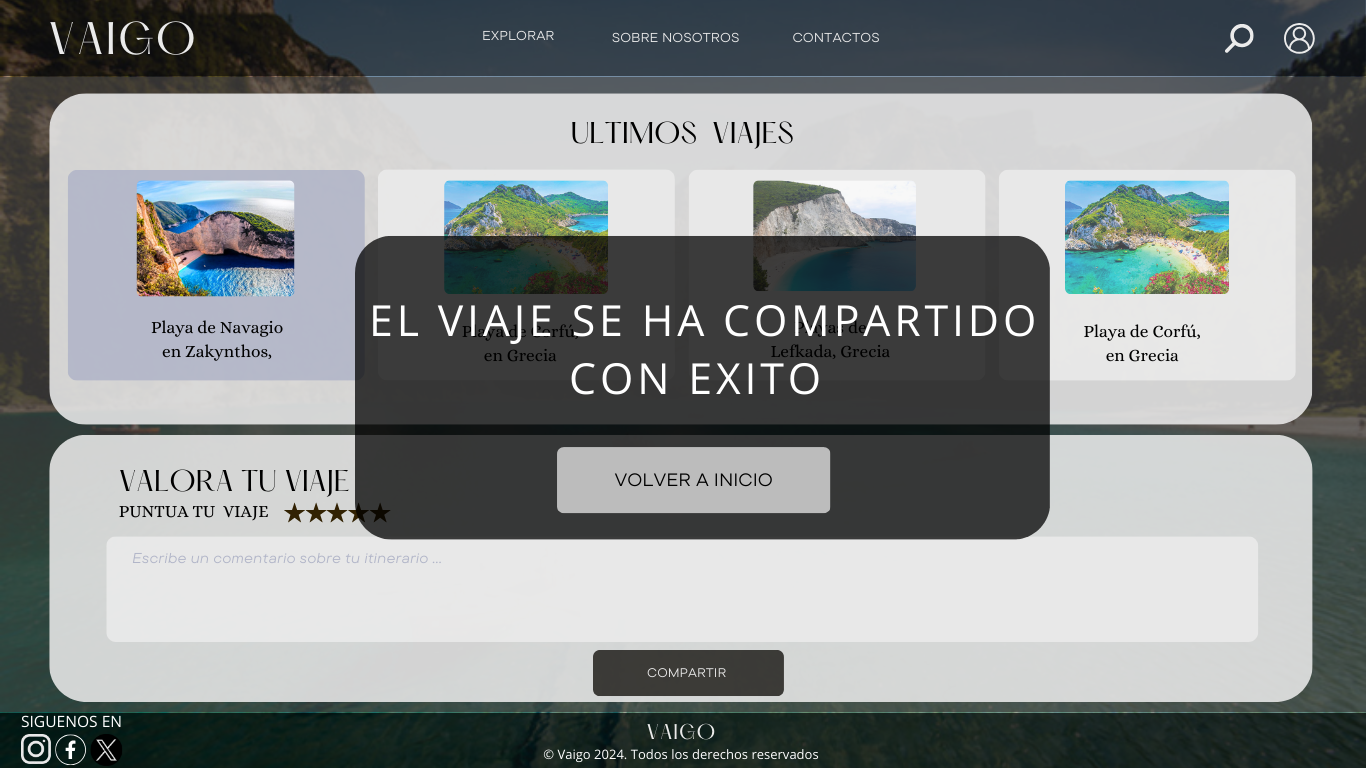 VAIGO
EXPLORAR
SOBRE NOSOTROS
CONTACTOS
ULTIMOS VIAJES
Playa de Navagio
en Zakynthos,
Playa de Corfú,
en Grecia
Playas de
Lefkada, Grecia
Playa de Corfú,
en Grecia
EL VIAJE SE HA COMPARTIDO
CON EXITO
VOLVER A INICIO
VALORA TU VIAJE
PUNTUA TU VIAJE ★★★★★
Escribe un comentario sobre tu itinerario ...
COMPARTIR
SIGUENOS EN
VAIGO
© Vaigo 2024. Todos los derechos reservados